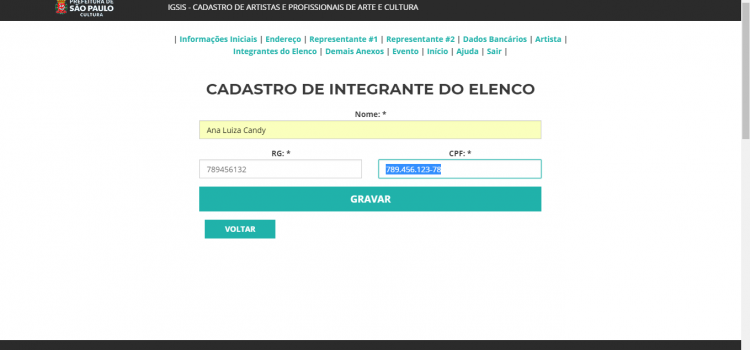 PREFEITURA DE
SÃO PAULO
CULTURA
IGSIS - CADASTRO DE ARTISTAS E PROFISSIONAIS DE ARTE E CULTURA
| Informações Iniciais | Endereço | Representante #1 | Representante #2 | Dados Bancários | Artista |
Integrantes do Elenco | Demais Anexos | Evento | Início | Ajuda | Sair |
CADASTRO DE INTEGRANTE DO ELENCO
Nome: *
Ana Luiza Candy
RG: *
CPF: *
789456132
789.456.123-78
GRAVAR
VOLTAR